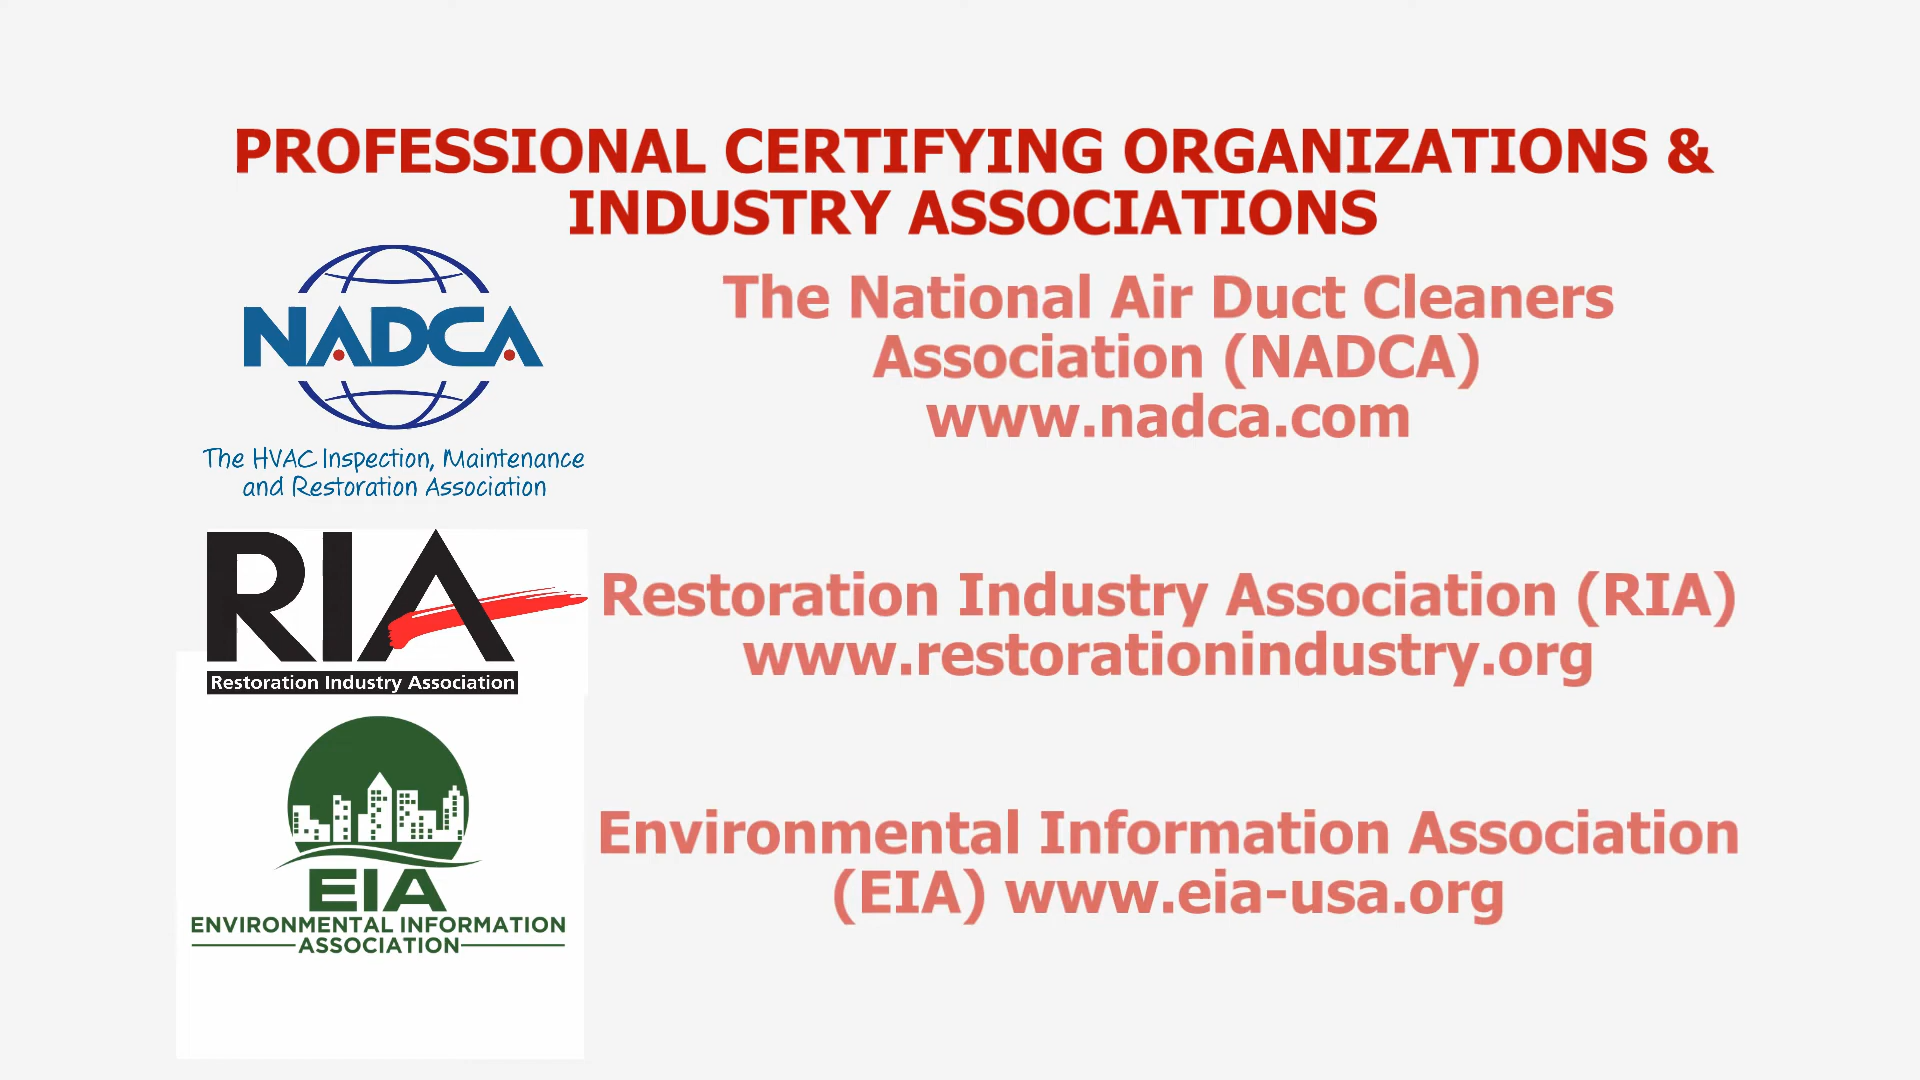 PROFESSIONAL CERTIFYING ORGANIZATIONS &
INDUSTRY ASSOCIATIONS
NADCA
The HVAC Inspection, Maintenance
and Restoration Association
The National Air Duct Cleaners
Association (NADCA)
www.nadca.com
RIA
Restoration Industry Association
Restoration Industry Association (RIA)
www.restorationindustry.org
EIA
ENVIRONMENTAL INFORMATION
ASSOCIATION
Environmental Information Association
(EIA) www.eia-usa.org